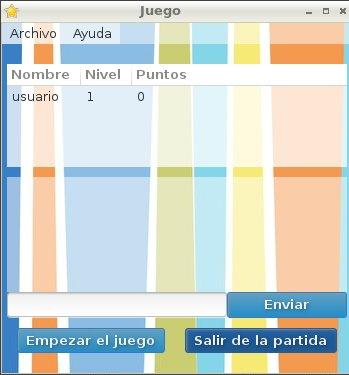 Juego
Archivo Ayuda
Nombre Nivel Puntos
usuario 1 0
Enviar
Empezar el juego Salir de la partida